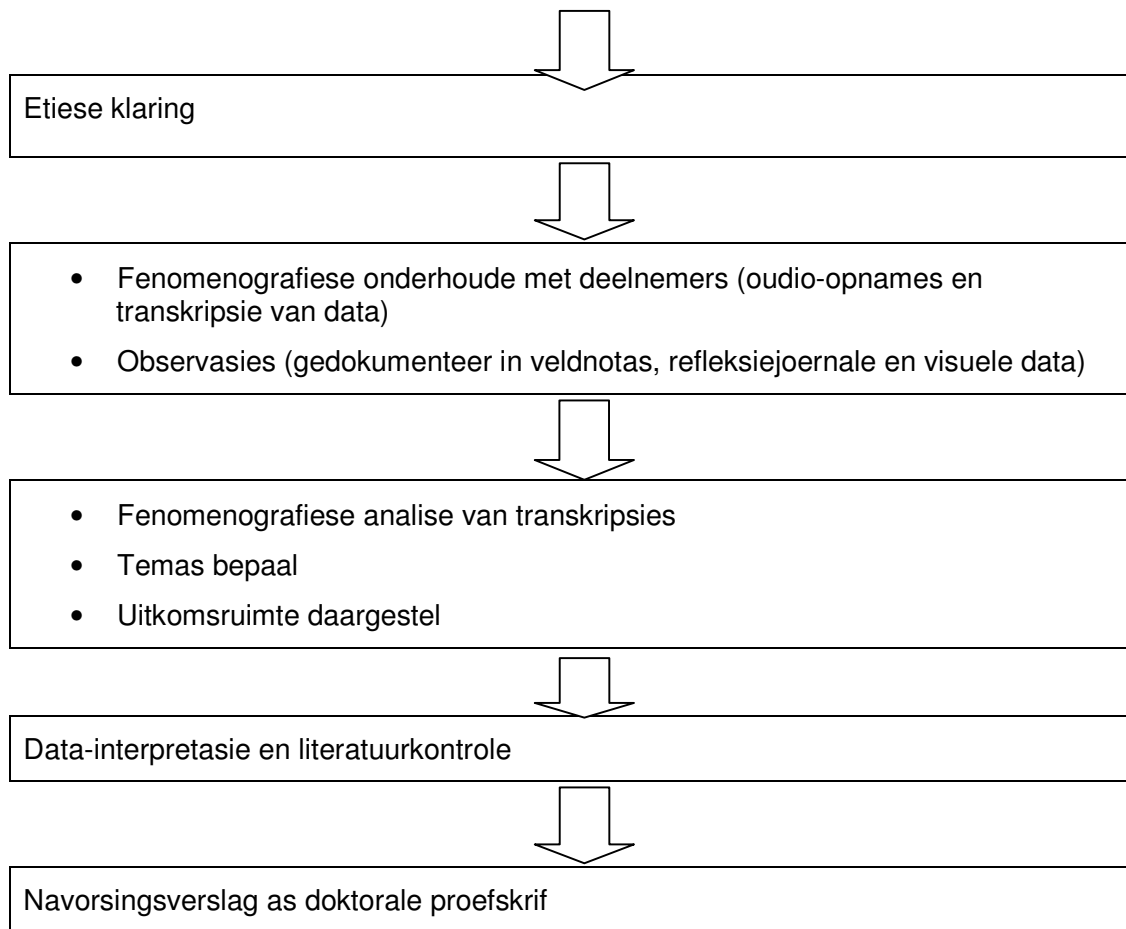 Etiese klaring
• Fenomenografiese onderhoude met deelnemers (oudio-opnames en
transkripsie van data)
• Observasies (gedokumenteer in veldnotas, refleksiejoernale en visuele data)
• Fenomenografiese analise van transkripsies
• Temas bepaal
• Uitkomsruimte daargestel
Data-interpretasie en literatuurkontrole
Navorsingsverslag as doktorale proefskrif